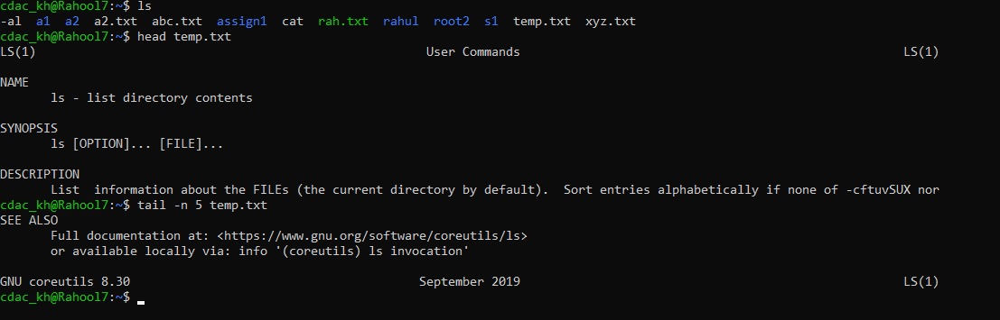 cdac_kh@Rahool7:~$ ls
-al  a1  a2  a2.txt  abc.txt  assign1  cat  rah.txt  rahul  root2  s1  temp.txt  xyz.txt
cdac_kh@Rahool7:~$ head temp.txt
LS(1)                                                      User Commands                                                     LS(1)
NAME
       ls - list directory contents
SYNOPSIS
       ls [OPTION]... [FILE]...
DESCRIPTION
       List  information about the FILEs (the current directory by default).  Sort entries alphabetically if none of -cftuvSUX nor
cdac_kh@Rahool7:~$ tail -n 5 temp.txt
SEE ALSO
       Full documentation at: <https://www.gnu.org/software/coreutils/ls>
       or available locally via: info '(coreutils) ls invocation'
GNU coreutils 8.30                                        September 2019                                                     LS(1)
cdac_kh@Rahool7:~$